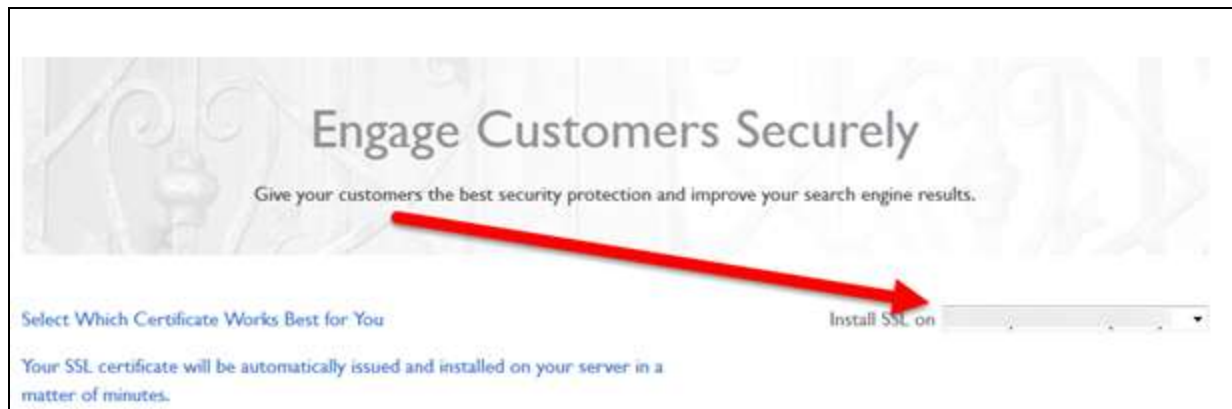 Engage Customers Securely
Give your customers the best security protection and improve your search engine results.
Select Which Certificate Works Best for You
Install SSL on
Your SSL certificate will be automatically issued and installed on your server in a
matter of minutes.